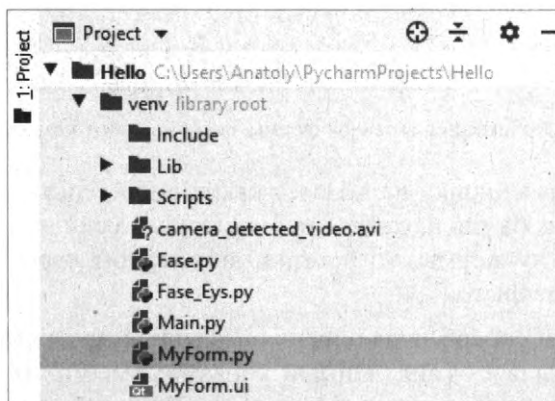 1: Project
Project
Hello C:\Users\Anatoly\PycharmProjects\Hello
venv library root
Include
Lib
Scripts
camera_detected_video.avi
Fase.py
Fase_Eys.py
Main.py
MyForm.py
MyForm.ui